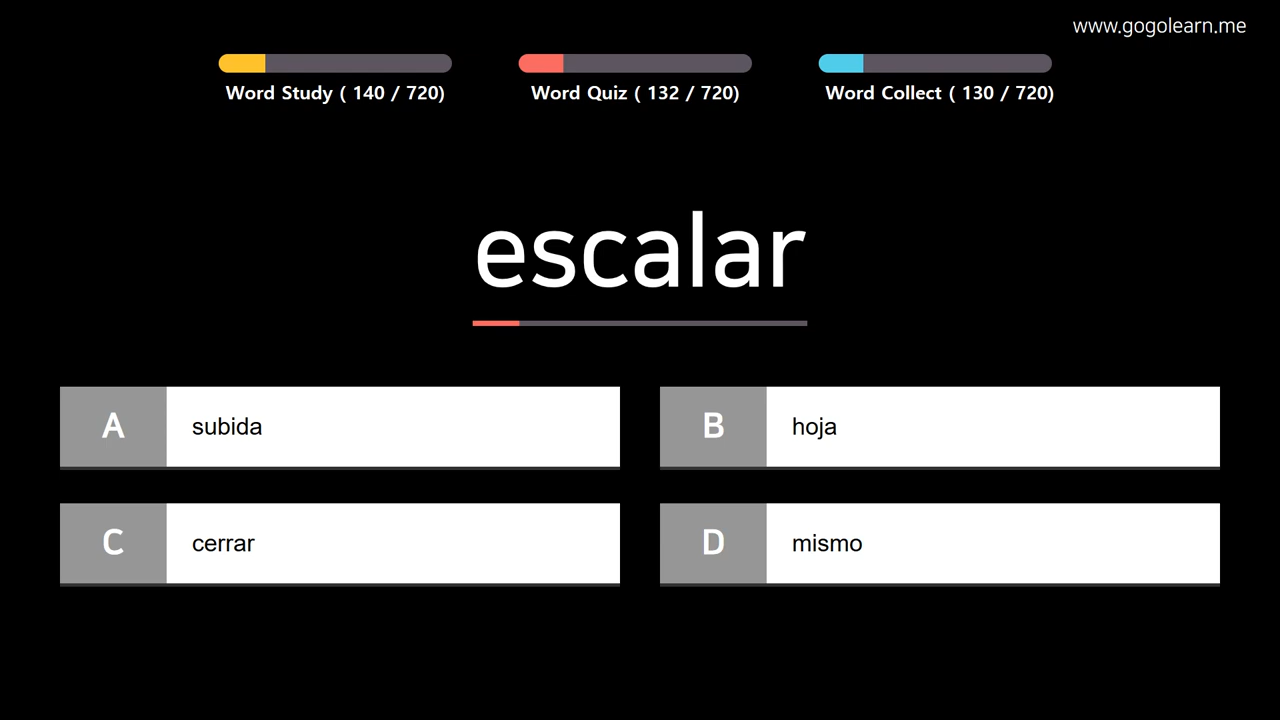 www.gogolearn.me
Word Study ( 140 / 720)
Word Quiz ( 132 / 720)
Word Collect ( 130 / 720)
escalar
A subida
B hoja
C cerrar
D mismo